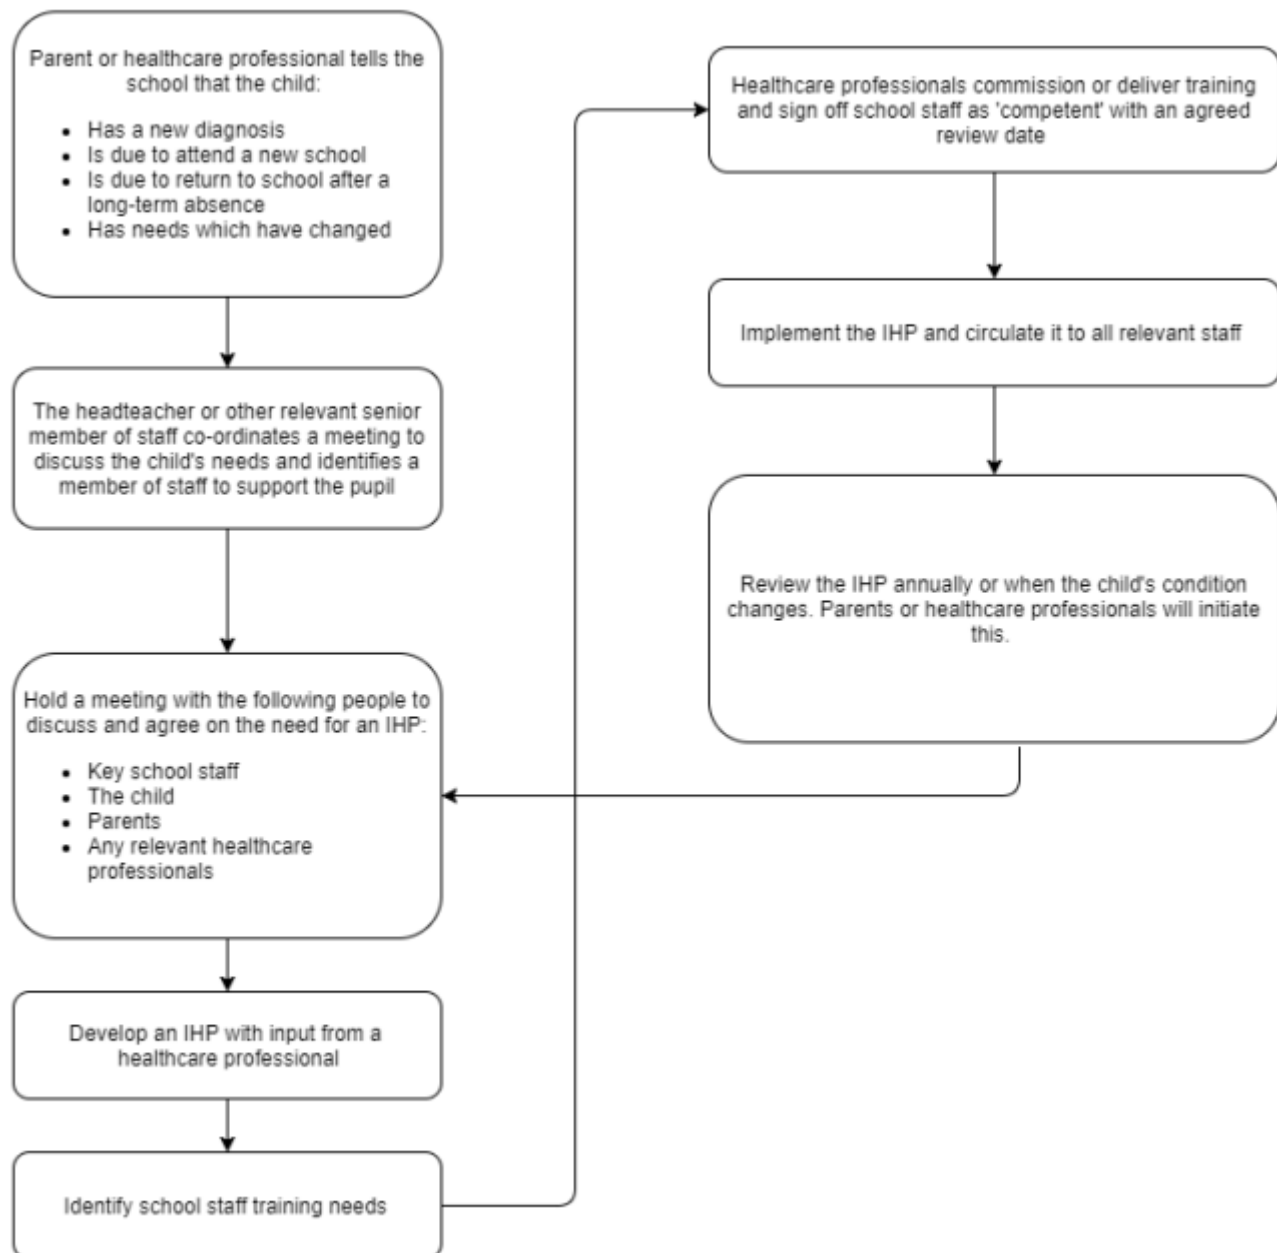 Parent or healthcare professional tells the
school that the child:
• Has a new diagnosis
• Is due to attend a new school
• Is due to return to school after a
long-term absence
• Has needs which have changed
The headteacher or other relevant senior
member of staff co-ordinates a meeting to
discuss the child's needs and identifies a
member of staff to support the pupil
Hold a meeting with the following people to
discuss and agree on the need for an IHP:
• Key school staff
• The child
• Parents
• Any relevant healthcare
professionals
Develop an IHP with input from a
healthcare professional
Identify school staff training needs
Healthcare professionals commission or deliver training
and sign off school staff as 'competent' with an agreed
review date
Implement the IHP and circulate it to all relevant staff
Review the IHP annually or when the child's condition
changes. Parents or healthcare professionals will initiate
this.